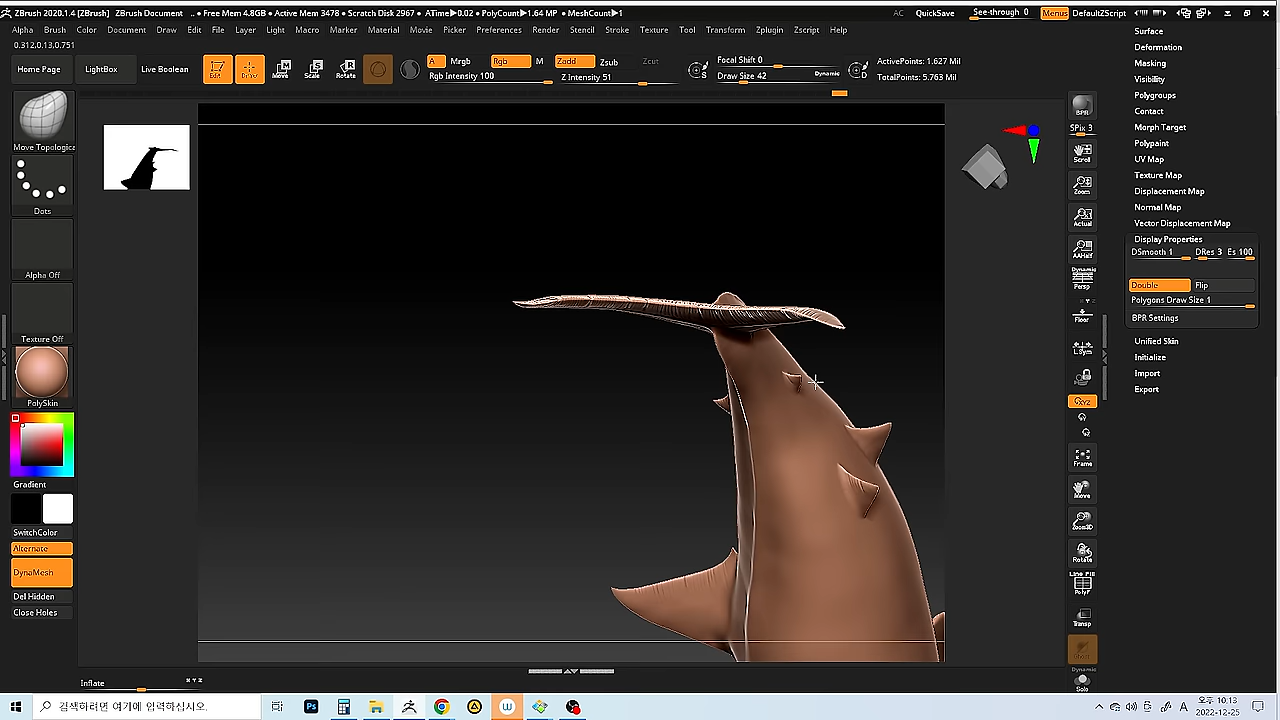 ZBrush 2020.1.4 [ZBrush] ZBrush Document .. • Free Mem 4.8GB • Active Mem 3478 • Scratch Disk 2967 • ATime▶0.02 • PolyCount▶1.64 MP • MeshCount▶1 AC QuickSave See-through 0 Menus DefaultZScript
Alpha Brush Color Document Draw Edit File Layer Light Macro Marker Material Movie Picker Preferences Render Stencil Stroke Texture Tool Transform Zplugin Zscript Help
0.312,0.13,0.751
Home Page LightBox Live Boolean Edit Draw Move Scale Rotate A Mrgb Rgb M Zadd Zsub Zcut
Rgb Intensity 100 Z Intensity 51
Focal Shift 0
Draw Size 42 Dynamic
S D
ActivePoints: 1.627 Mil
TotalPoints: 5.763 Mil
Move Topologica
Dots
Alpha Off
Texture Off
PolySkin
Gradient
SwitchColor
Alternate
DynaMesh
Del Hidden
Close Holes
Inflate
BPR
SPix 3
Scroll
Zoom
Actual
AAHalf
Dynamic
Persp
Floor
L.Sym
Xyz
Frame
Move
Zoom3D
Rotate
Line Fill
PolyF
Transp
Ghost
Dynamic
Solo
Surface
Deformation
Masking
Visibility
Polygroups
Contact
Morph Target
Polypaint
UV Map
Texture Map
Displacement Map
Normal Map
Vector Displacement Map
Display Properties
DSmooth 1 DRes 3 Es 100
Double Flip
Polygons Draw Size 1
BPR Settings
Unified Skin
Initialize
Import
Export
검색하려면 여기에 입력하십시오.
Ps
W
A
오후 10:13
2022-12-25